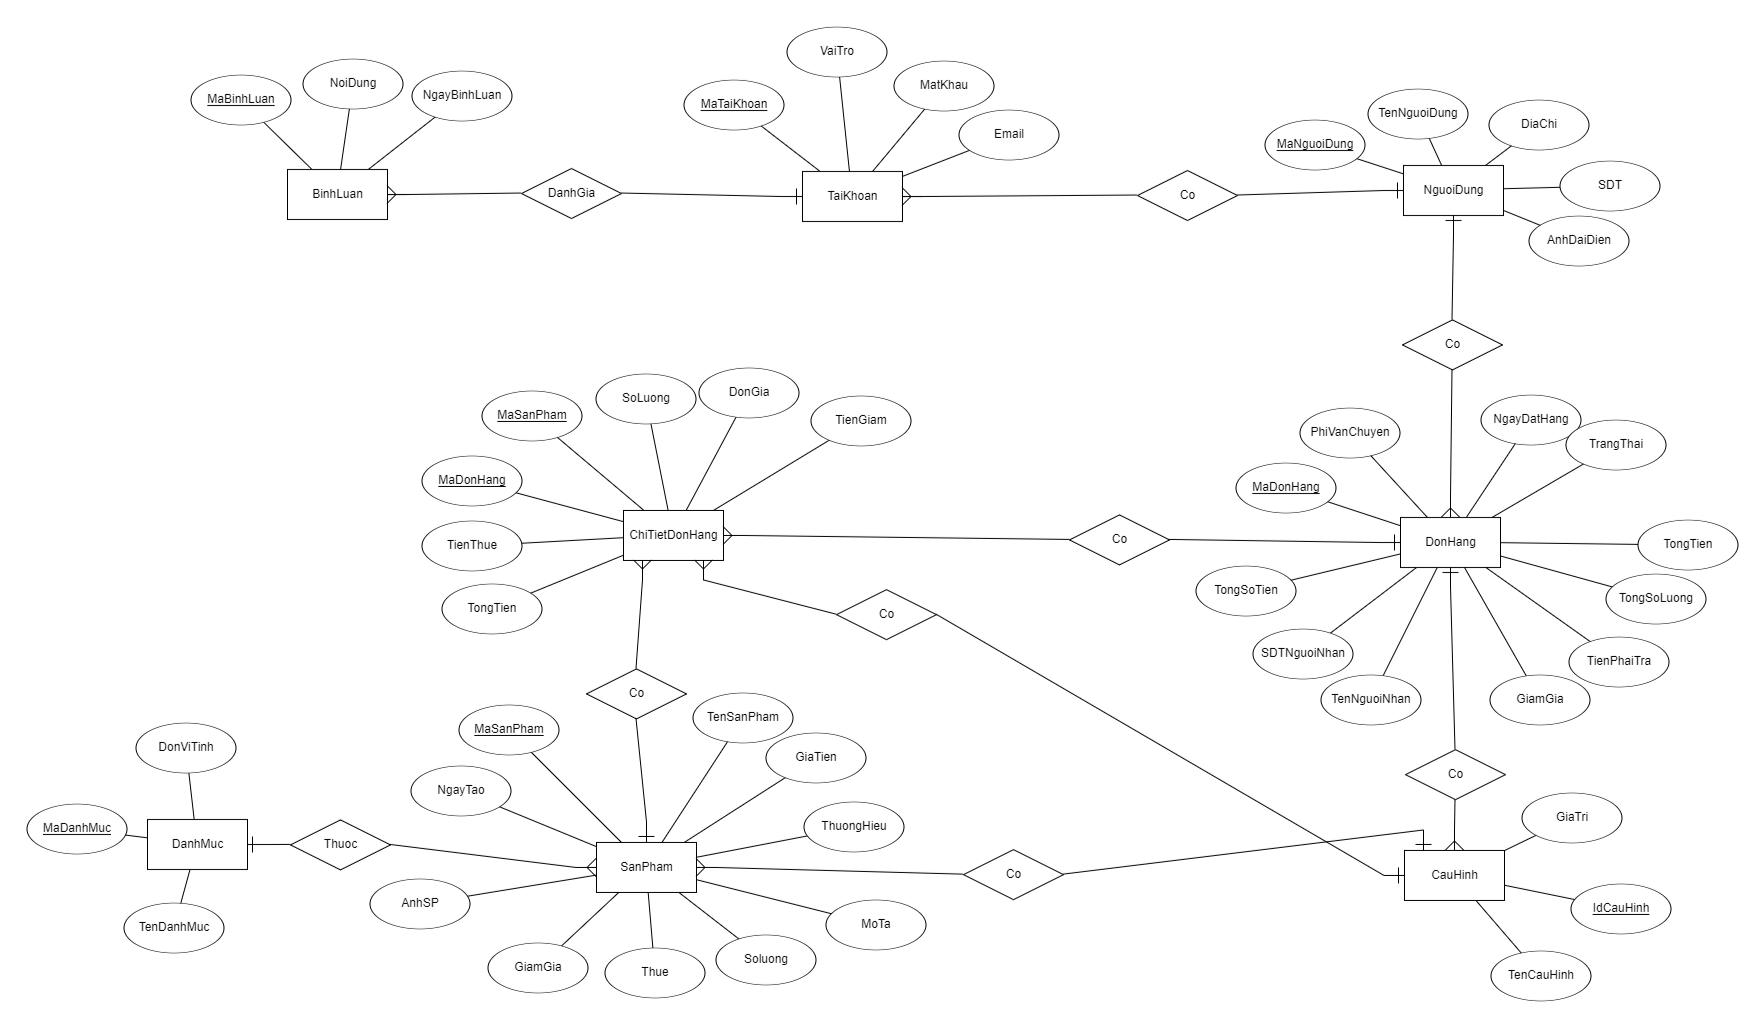 VaiTro
NoiDung
MatKhau
NgayBinhLuan
MaBinhLuan
MaTaiKhoan
TenNguoiDung
DiaChi
Email
MaNguoiDung
SDT
BinhLuan
DanhGia
TaiKhoan
Co
NguoiDung
AnhDaiDien
Co
DonGia
SoLuong
MaSanPham
TienGiam
NgayDatHang
PhiVanChuyen
TrangThai
MaDonHang
MaDonHang
ChiTietDonHang
Co
DonHang
TienThue
TongTien
TongSoTien
TongSoLuong
TongTien
Co
SDTNguoiNhan
TienPhaiTra
Co
TenNguoiNhan
GiamGia
TenSanPham
MaSanPham
DonViTinh
GiaTien
Co
NgayTao
GiaTri
MaDanhMuc
ThuongHieu
DanhMuc
Thuoc
SanPham
Co
CauHinh
AnhSP
IdCauHinh
MoTa
TenDanhMuc
Soluong
GiamGia
Thue
TenCauHinh